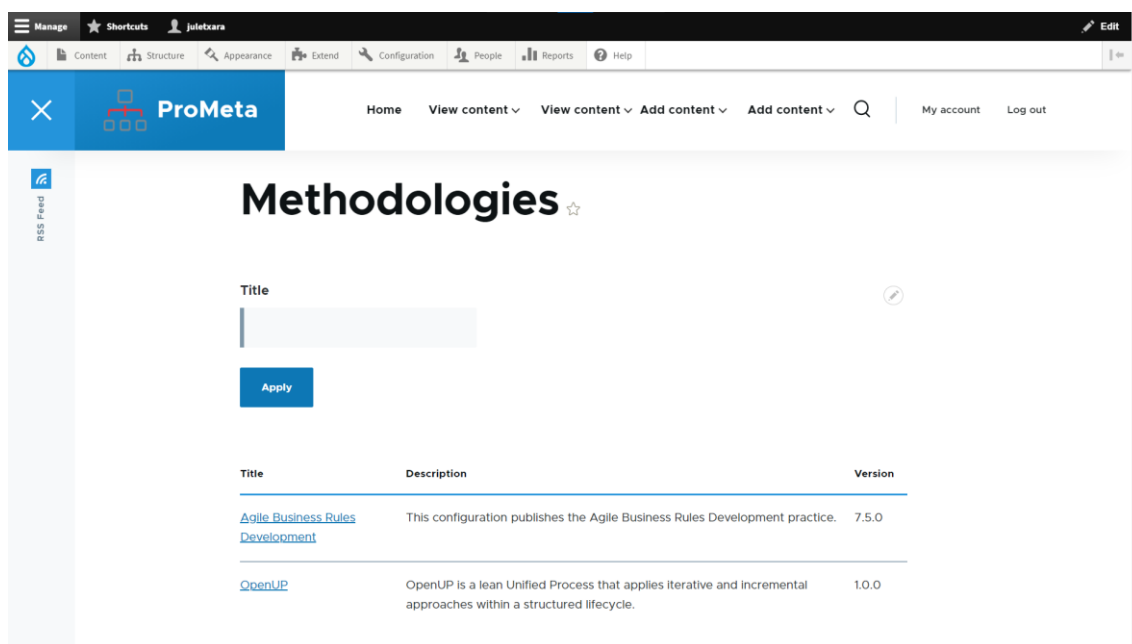 Manage Shortcuts juletxara Edit
Content Structure Appearance Extend Configuration People Reports Help
ProMeta Home View content View content Add content Add content My account Log out
RSS Feed
Methodologies
Title
Apply
Title Description Version
Agile Business Rules This configuration publishes the Agile Business Rules Development practice. 7.5.0
Development
OpenUP OpenUP is a lean Unified Process that applies iterative and incremental 1.0.0
approaches within a structured lifecycle.